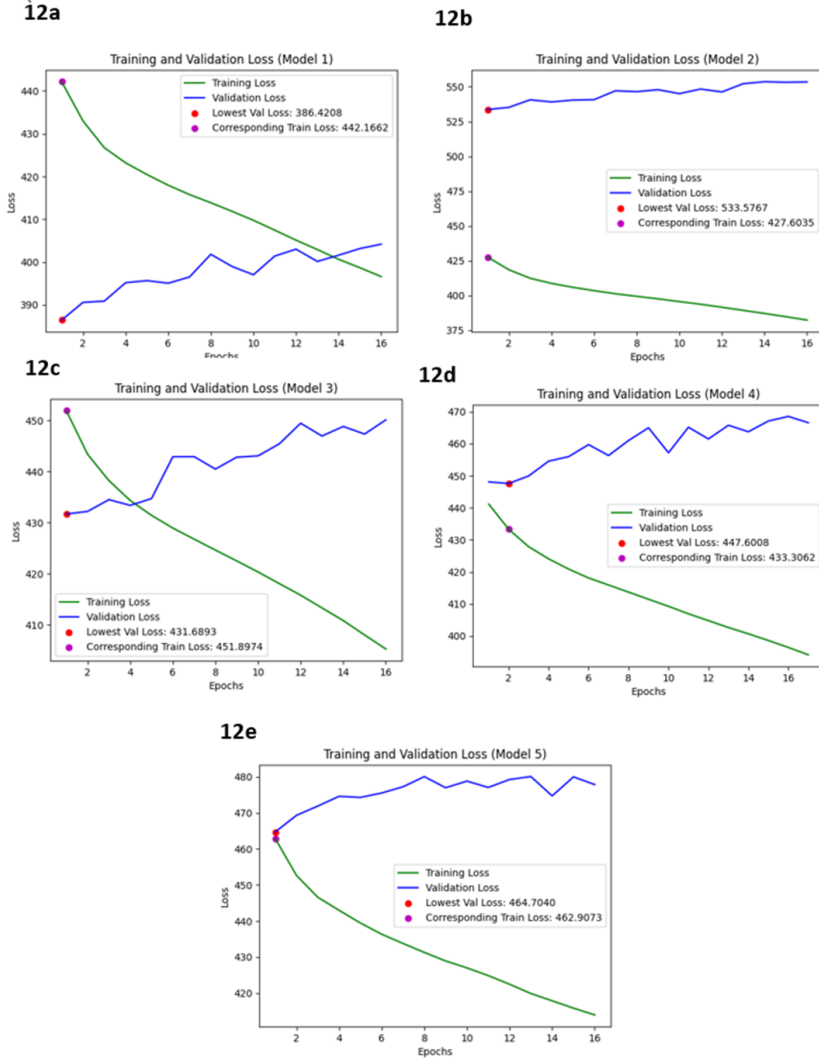 12a
Training and Validation Loss (Model 1)
Training Loss
Validation Loss
Lowest Val Loss: 386.4208
Corresponding Train Loss: 442.1662
440
430
420
410
400
390
Loss
2 4 6 8 10 12 14 16
Epochs
12b
Training and Validation Loss (Model 2)
550
525
500
475
450
425
400
375
Loss
Training Loss
Validation Loss
Lowest Val Loss: 533.5767
Corresponding Train Loss: 427.6035
2 4 6 8 10 12 14 16
Epochs
12c
Training and Validation Loss (Model 3)
450
440
430
420
410
Loss
Training Loss
Validation Loss
Lowest Val Loss: 431.6893
Corresponding Train Loss: 451.8974
2 4 6 8 10 12 14 16
Epochs
12d
Training and Validation Loss (Model 4)
470
460
450
440
430
420
410
400
Loss
Training Loss
Validation Loss
Lowest Val Loss: 447.6008
Corresponding Train Loss: 433.3062
2 4 6 8 10 12 14 16
Epochs
12e
Training and Validation Loss (Model 5)
480
470
460
450
440
430
420
Loss
Training Loss
Validation Loss
Lowest Val Loss: 464.7040
Corresponding Train Loss: 462.9073
2 4 6 8 10 12 14 16
Epochs